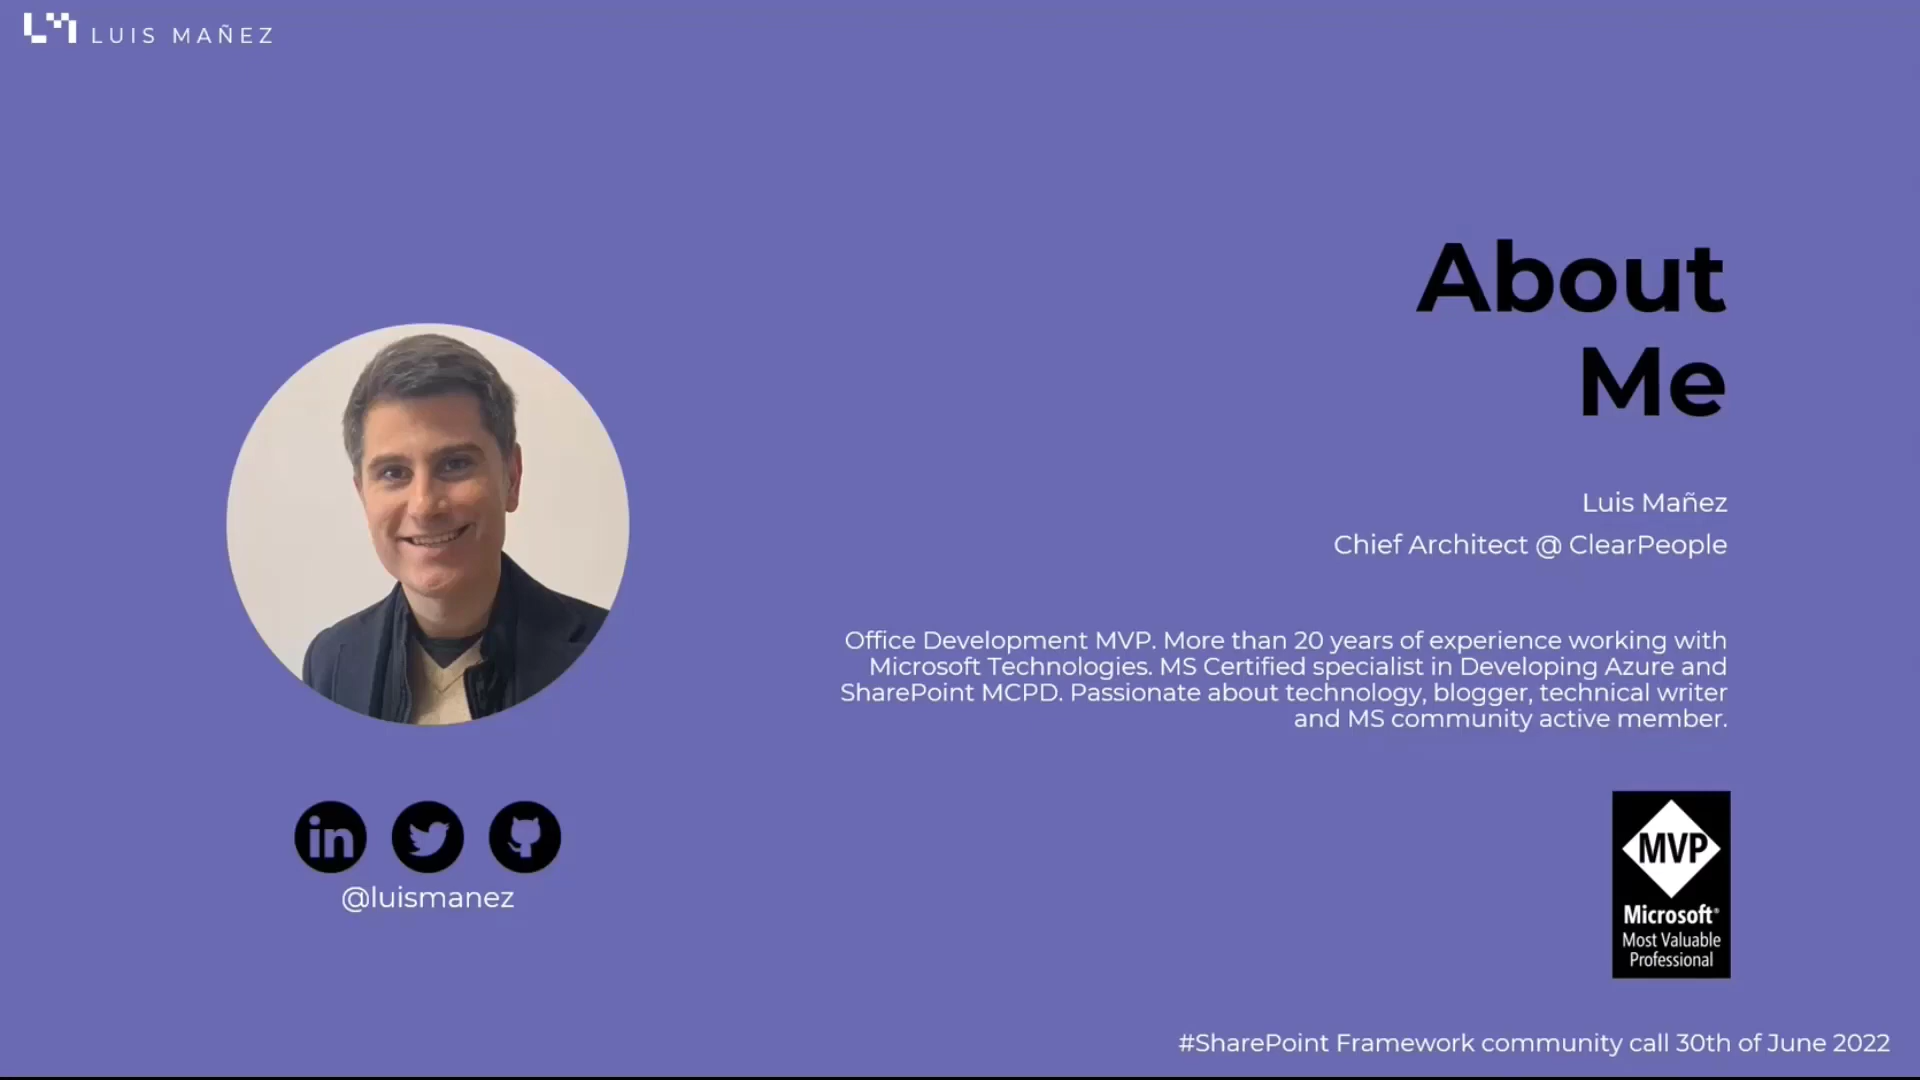 LUIS MAÑEZ
About
Me
Luis Mañez
Chief Architect @ ClearPeople
Office Development MVP. More than 20 years of experience working with
Microsoft Technologies. MS Certified specialist in Developing Azure and
SharePoint MCPD. Passionate about technology, blogger, technical writer
and MS community active member.
in
@luismanez
MVP
Microsoft®
Most Valuable
Professional
#SharePoint Framework community call 30th of June 2022